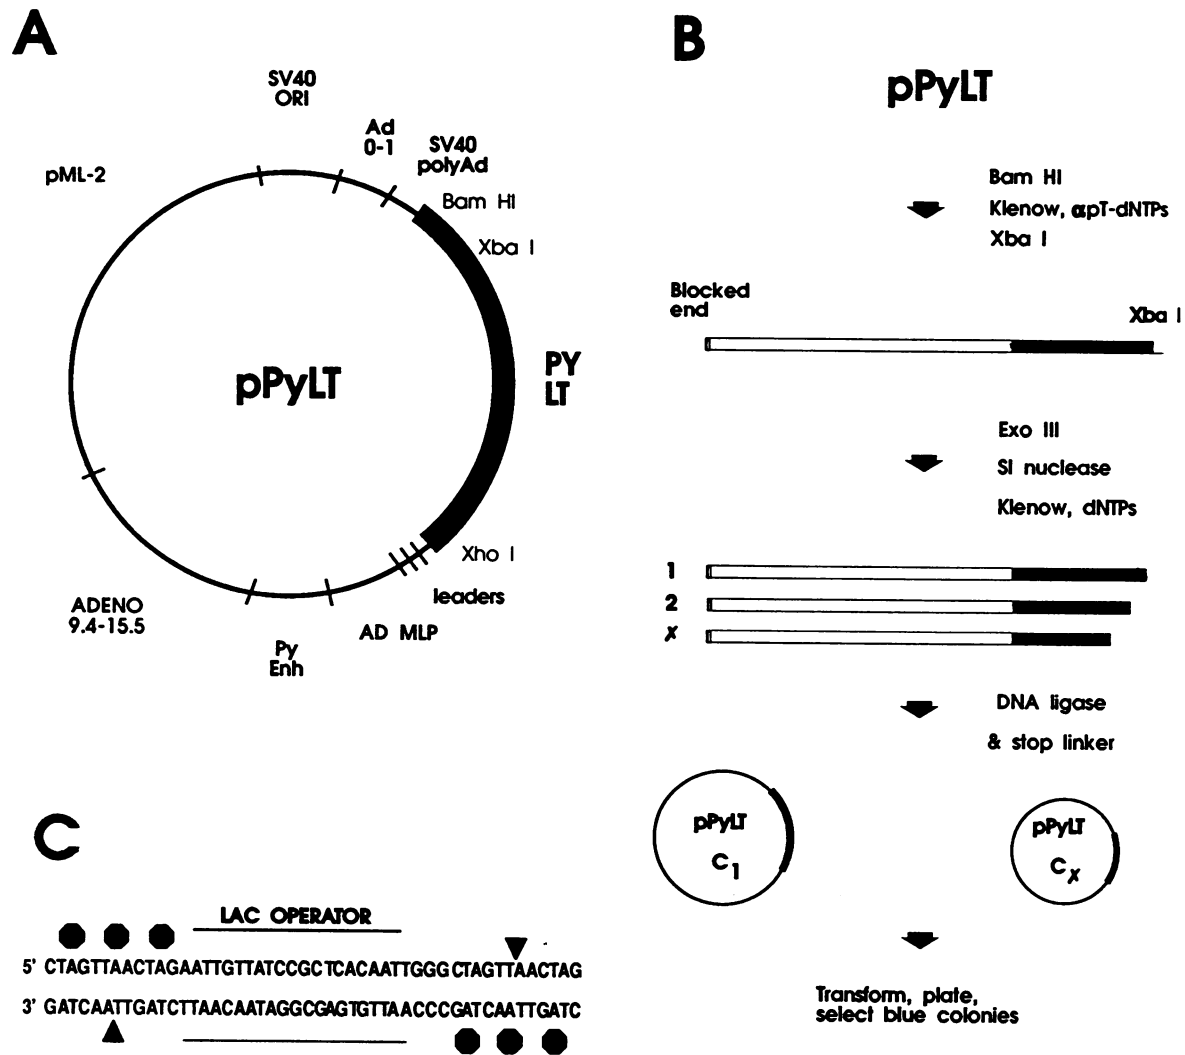 A
SV40
ORI
Ad
0-1
SV40
polyAd
pML-2
Bam HI
Xba I
pPyLT
PY
LT
Xho I
leaders
AD MLP
Py
Enh
ADENO
9.4-15.5
B
pPyLT
Bam HI
Klenow, αpT-dNTPs
Xba I
Blocked
end
Xba I
Exo III
SI nuclease
Klenow, dNTPs
1
2
x
DNA ligase
& stop linker
pPyLT
C1
pPyLT
Cx
Transform, plate,
select blue colonies
C
LAC OPERATOR
5' CTAGTTAACTAGAATTGTTATCCGCTCACAATTGGGCTAGTTAACTAG
3' GATCAATTGATCTTAACAATAGGCGAGTGTTAACCCGATCAATTGATC